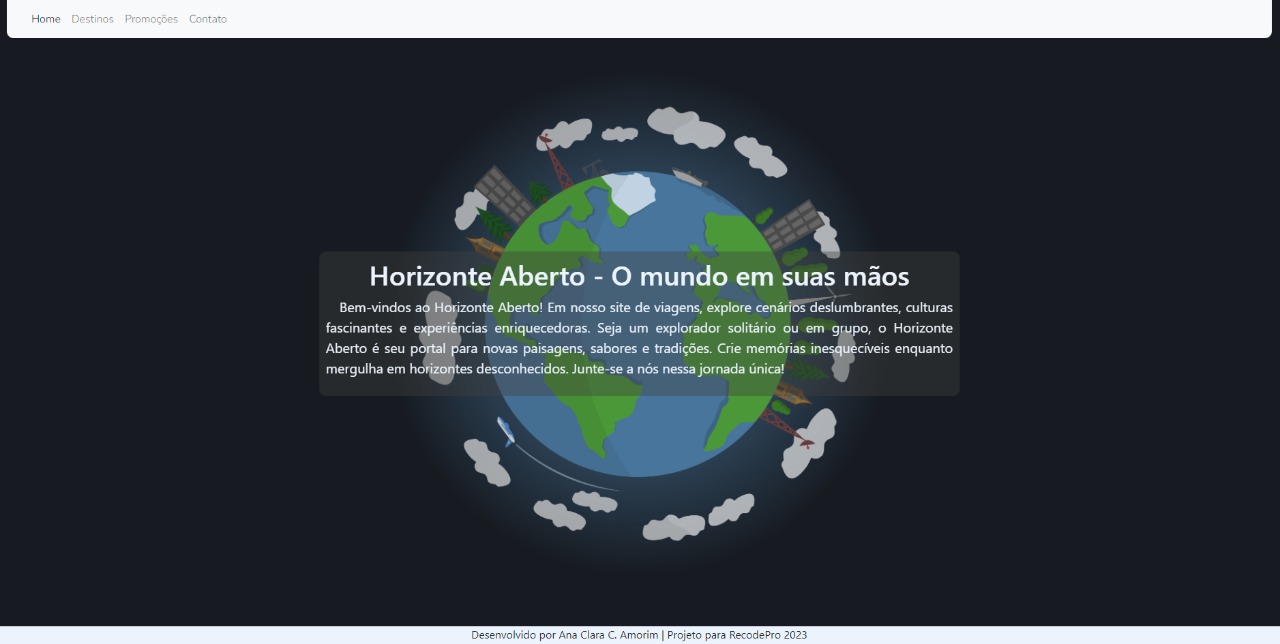 Home Destinos Promoções Contato
Horizonte Aberto - O mundo em suas mãos
Bem-vindos ao Horizonte Aberto! Em nosso site de viagens, explore cenários deslumbrantes, culturas
fascinantes e experiências enriquecedoras. Seja um explorador solitário ou em grupo, o Horizonte
Aberto é seu portal para novas paisagens, sabores e tradições. Crie memórias inesquecíveis enquanto
mergulha em horizontes desconhecidos. Junte-se a nós nessa jornada única!
Desenvolvido por Ana Clara C. Amorim | Projeto para RecodePro 2023